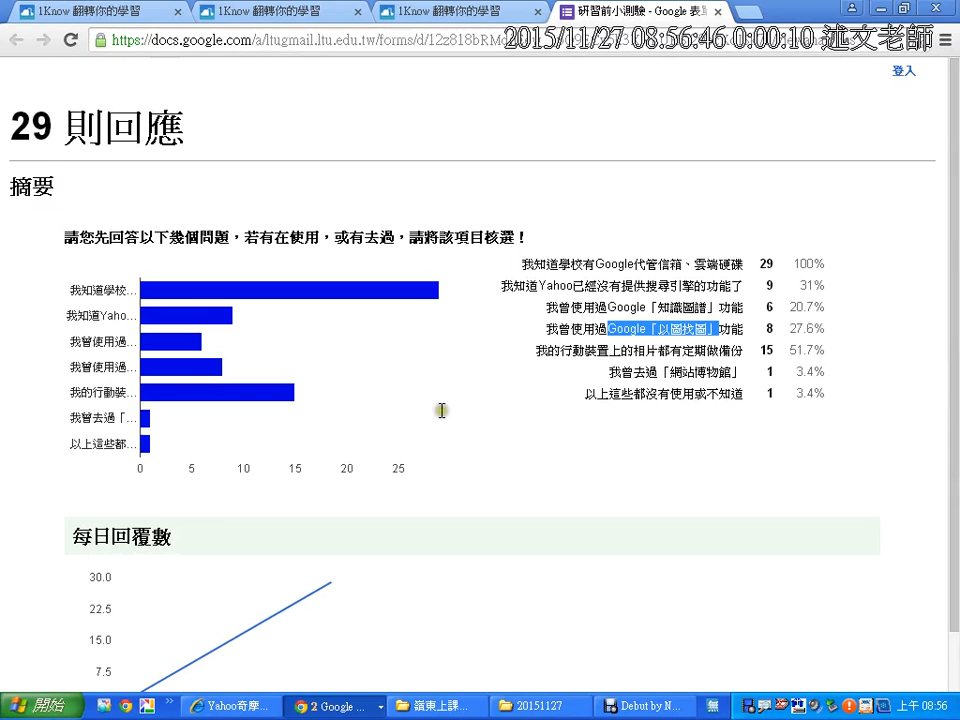 1Know 翻轉你的學習
1Know 翻轉你的學習
1Know 翻轉你的學習
研習前小測驗 - Google 表單
https://docs.google.com/a/ltugmail.ltu.edu.tw/forms/d/12z818bRM
2015/11/27 08:56:46 0:00:10 述文老師
登入
29 則回應
摘要
請您先回答以下幾個問題，若有在使用，或有去過，請將該項目核選！
我知道學校...
我知道Yaho...
我曾使用過...
我曾使用過...
我的行動裝...
我曾去過「...
以上這些都...
0 5 10 15 20 25
我知道學校有Google代管信箱、雲端硬碟 29 100%
我知道Yahoo已經沒有提供搜尋引擎的功能了 9 31%
我曾使用過Google「知識圖譜」功能 6 20.7%
我曾使用過Google「以圖找圖」功能 8 27.6%
我的行動裝置上的相片都有定期做備份 15 51.7%
我曾去過「網站博物館」 1 3.4%
以上這些都沒有使用或不知道 1 3.4%
每日回覆數
30.0
22.5
15.0
7.5
開始
Yahoo奇摩...
2 Google ...
嶺東上課...
20151127
Debut by N...
上午 08:56